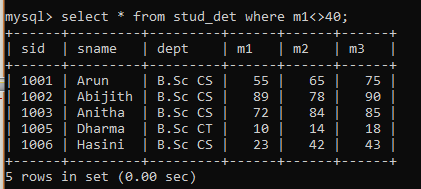 mysql> select * from stud_det where m1<>40;
+------+----------+---------+------+------+------+
| sid  | sname    | dept    | m1   | m2   | m3   |
+------+----------+---------+------+------+------+
| 1001 | Arun     | B.Sc CS |   55 |   65 |   75 |
| 1002 | Abijith  | B.Sc CS |   89 |   78 |   90 |
| 1003 | Anitha   | B.Sc CS |   72 |   84 |   85 |
| 1005 | Dharma   | B.Sc CT |   10 |   14 |   18 |
| 1006 | Hasini   | B.Sc CS |   23 |   42 |   43 |
+------+----------+---------+------+------+------+
5 rows in set (0.00 sec)